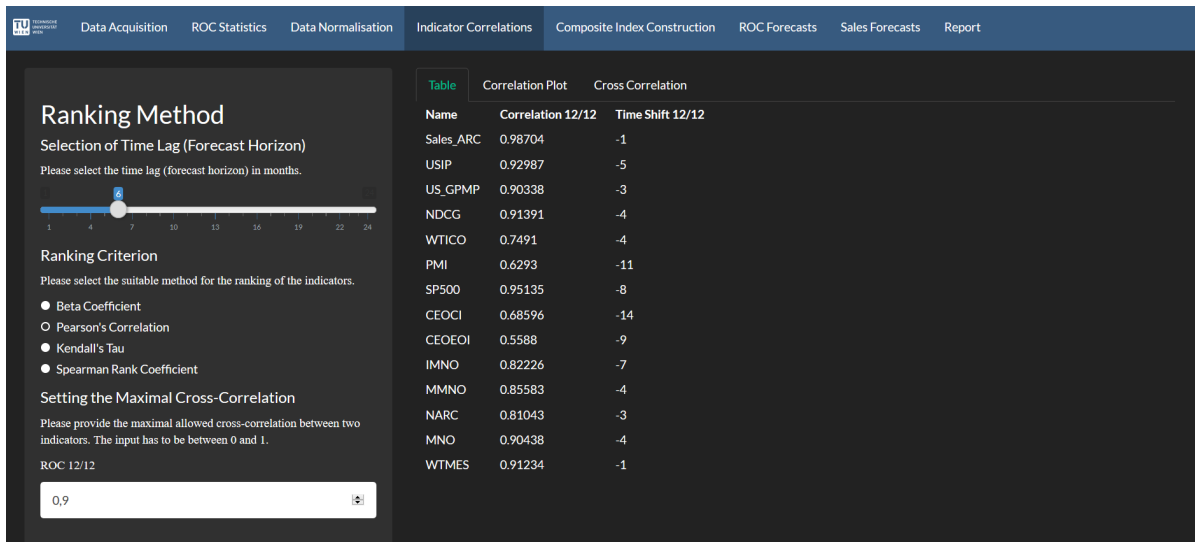 TU TECHNISCHE
UNIVERSITÄT
WIEN WIEN
Data Acquisition ROC Statistics Data Normalisation Indicator Correlations Composite Index Construction ROC Forecasts Sales Forecasts Report
Ranking Method
Selection of Time Lag (Forecast Horizon)
Please select the time lag (forecast horizon) in months.
6
1 4 7 10 13 16 19 22 24
Ranking Criterion
Please select the suitable method for the ranking of the indicators.
Beta Coefficient
Pearson's Correlation
Kendall's Tau
Spearman Rank Coefficient
Setting the Maximal Cross-Correlation
Please provide the maximal allowed cross-correlation between two
indicators. The input has to be between 0 and 1.
ROC 12/12
0,9
Table Correlation Plot Cross Correlation
Name Correlation 12/12 Time Shift 12/12
Sales_ARC 0.98704 -1
USIP 0.92987 -5
US_GPMP 0.90338 -3
NDCG 0.91391 -4
WTICO 0.7491 -4
PMI 0.6293 -11
SP500 0.95135 -8
CEOCI 0.68596 -14
CEOEOI 0.5588 -9
IMNO 0.82226 -7
MMNO 0.85583 -4
NARC 0.81043 -3
MNO 0.90438 -4
WTMES 0.91234 -1